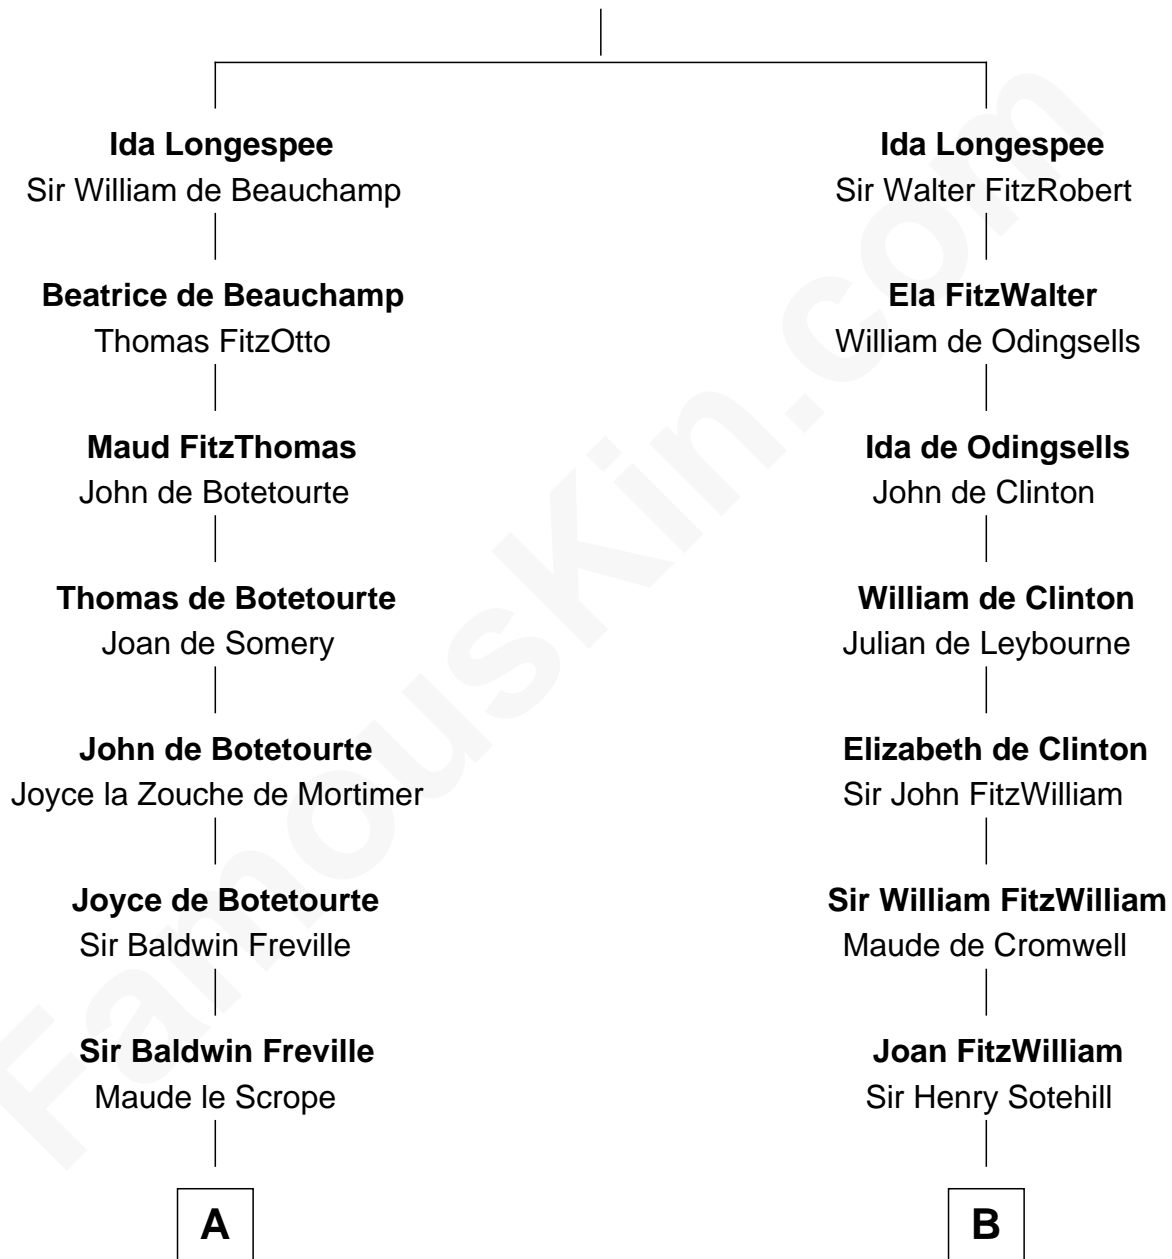 Ida Longespee
Sir William de Beauchamp
Beatrice de Beauchamp
Thomas FitzOtto
Maud FitzThomas
John de Botetourte
Thomas de Botetourte
Joan de Somery
John de Botetourte
Joyce la Zouche de Mortimer
Joyce de Botetourte
Sir Baldwin Freville
Sir Baldwin Freville
Maude le Scrope
A
Ida Longespee
Sir Walter FitzRobert
Ela FitzWalter
William de Odingsells
Ida de Odingsells
John de Clinton
William de Clinton
Julian de Leybourne
Elizabeth de Clinton
Sir John FitzWilliam
Sir William FitzWilliam
Maude de Cromwell
Joan FitzWilliam
Sir Henry Sotehill
B
FamousKin.com